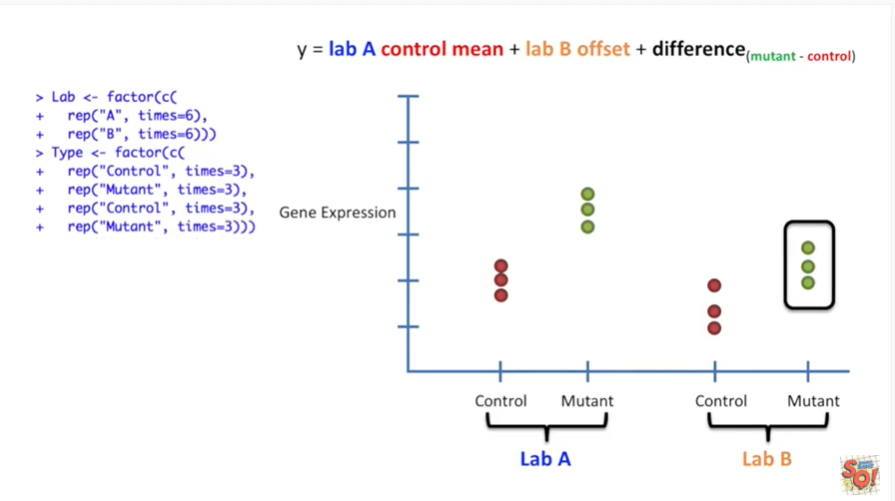 y = lab A control mean + lab B offset + difference(mutant - control)
> Lab <- factor(c(
+ rep("A", times=6),
+ rep("B", times=6)))
> Type <- factor(c(
+ rep("Control", times=3),
+ rep("Mutant", times=3),
+ rep("Control", times=3),
+ rep("Mutant", times=3)))
Gene Expression
Control Mutant Control Mutant
Lab A Lab B
SO!